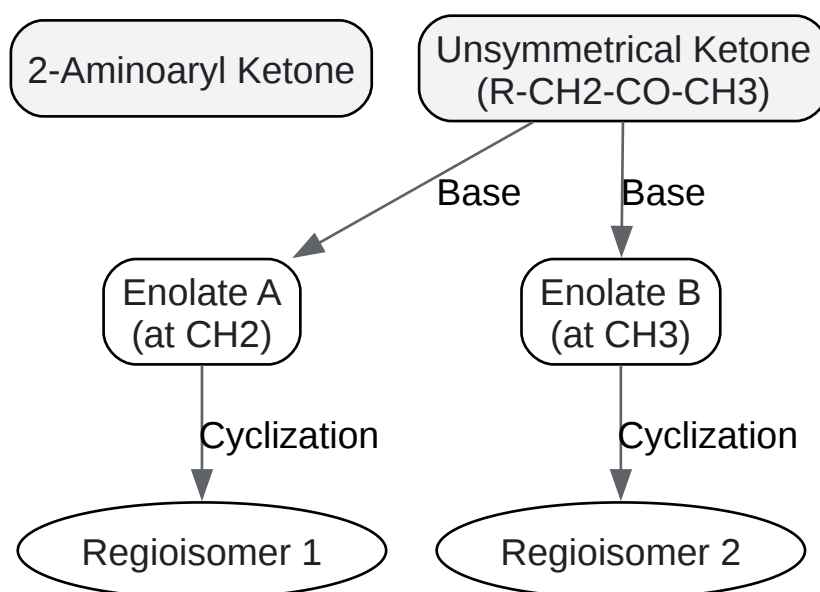 2-Aminoaryl Ketone
Unsymmetrical Ketone
(R-CH2-CO-CH3)
Base
Base
Enolate A
(at CH2)
Enolate B
(at CH3)
Cyclization
Cyclization
Regioisomer 1
Regioisomer 2